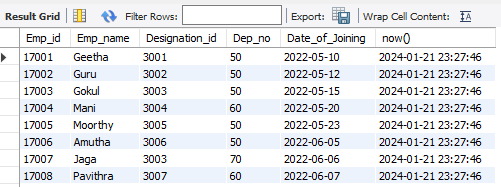 Result Grid Filter Rows: Export: Wrap Cell Content:
Emp_id Emp_name Designation_id Dep_no Date_of_Joining now()
17001 Geetha 3001 50 2022-05-10 2024-01-21 23:27:46
17002 Guru 3002 50 2022-05-12 2024-01-21 23:27:46
17003 Gokul 3003 50 2022-05-15 2024-01-21 23:27:46
17004 Mani 3004 60 2022-05-20 2024-01-21 23:27:46
17005 Moorthy 3005 50 2022-05-23 2024-01-21 23:27:46
17006 Amutha 3006 50 2022-06-05 2024-01-21 23:27:46
17007 Jaga 3003 70 2022-06-06 2024-01-21 23:27:46
17008 Pavithra 3007 60 2022-06-07 2024-01-21 23:27:46